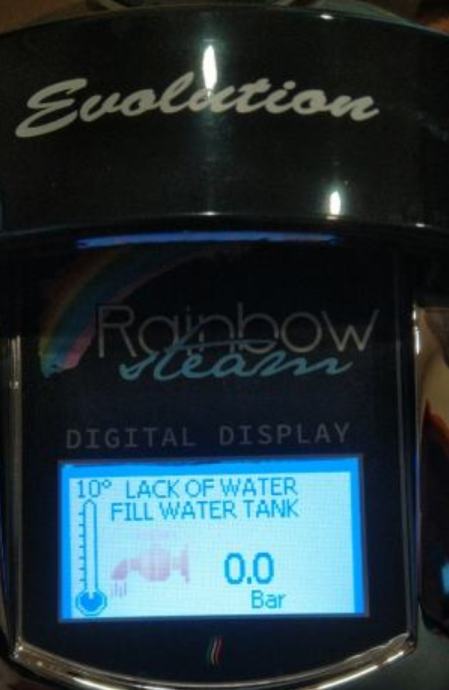 Evolution
Rainbow
steam
DIGITAL DISPLAY
10° LACK OF WATER
FILL WATER TANK
0.0
Bar